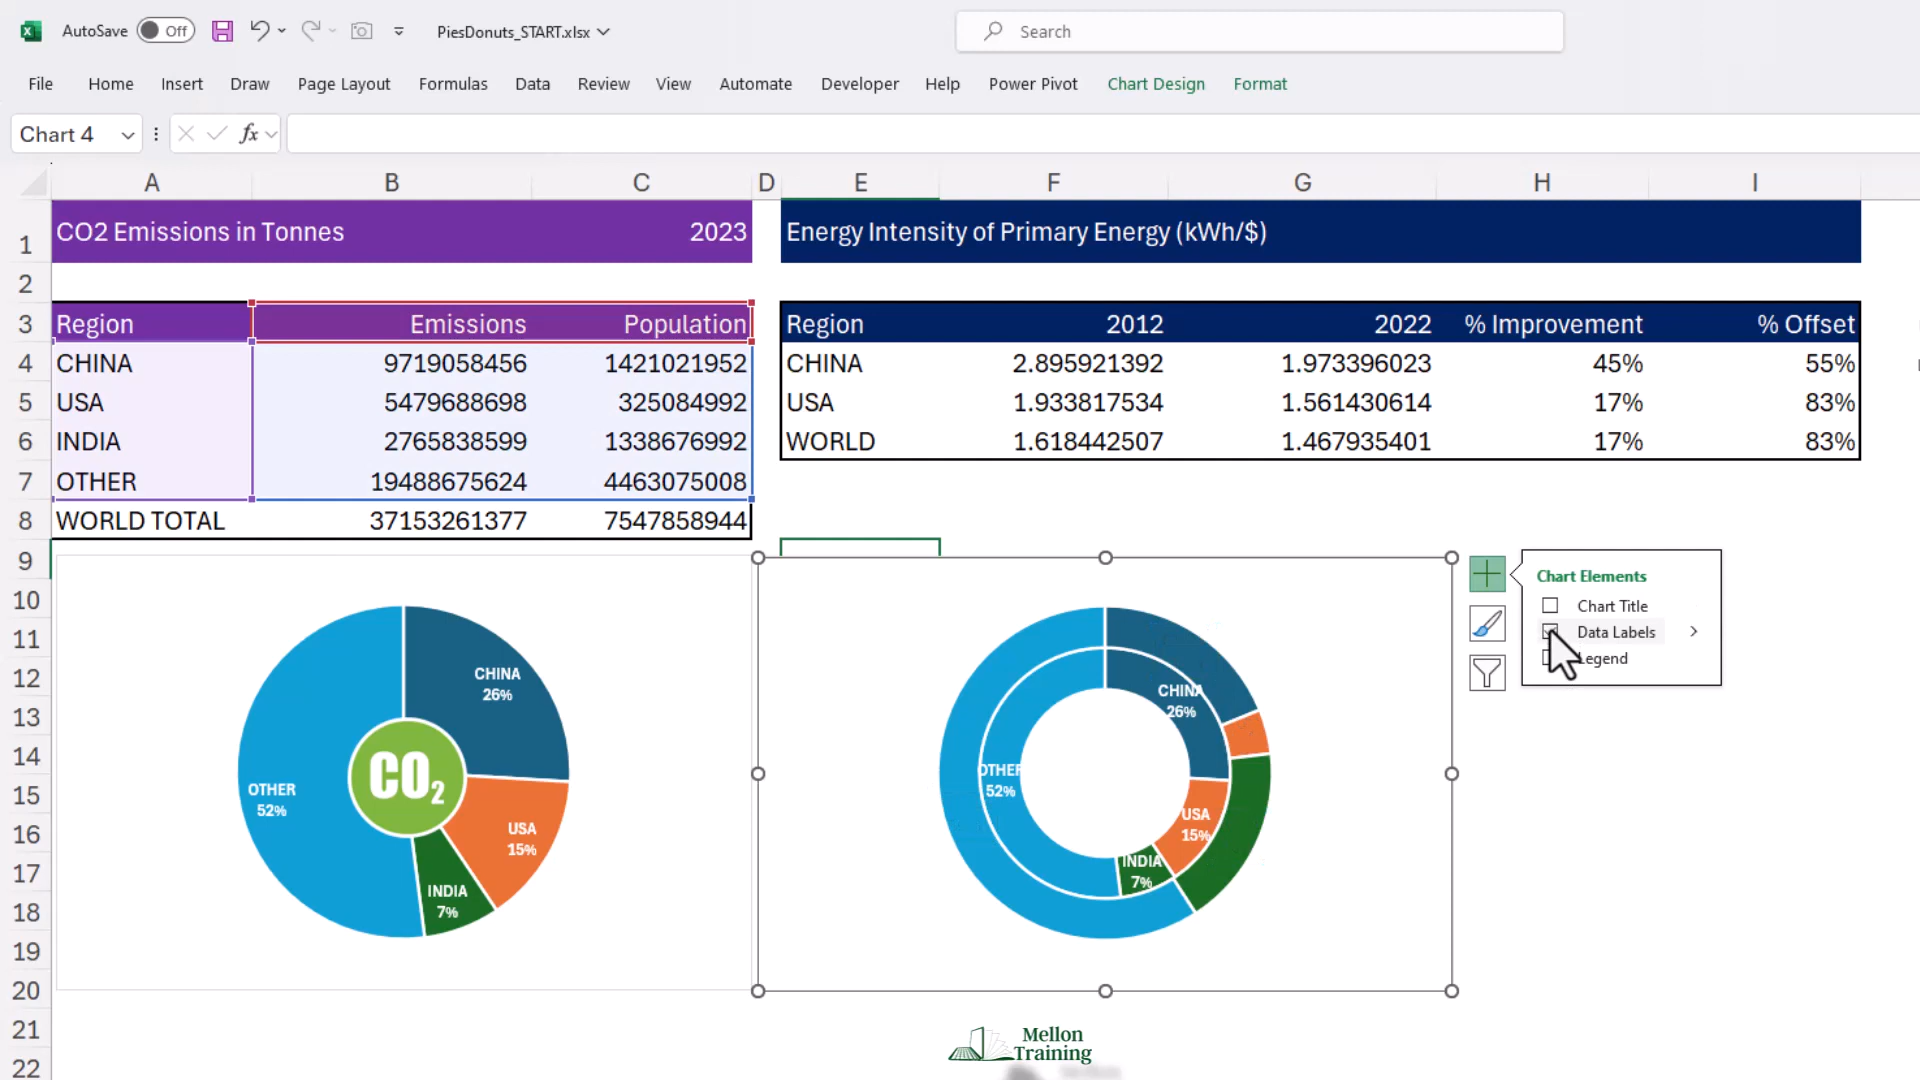 AutoSave Off PiesDonuts_START.xlsx Search
File Home Insert Draw Page Layout Formulas Data Review View Automate Developer Help Power Pivot Chart Design Format
Chart 4 fx
A B C D E F G H I
1 CO2 Emissions in Tonnes 2023 Energy Intensity of Primary Energy (kWh/$)
2
3 Region Emissions Population Region 2012 2022 % Improvement % Offset
4 CHINA 9719058456 1421021952 CHINA 2.895921392 1.973396023 45% 55%
5 USA 5479688698 325084992 USA 1.933817534 1.561430614 17% 83%
6 INDIA 2765838599 1338676992 WORLD 1.618442507 1.467935401 17% 83%
7 OTHER 19488675624 4463075008
8 WORLD TOTAL 37153261377 7547858944
9
10
11
12
13
14
15
16
17
18
19
20
21
22
CHINA
26%
CO₂
OTHER
52%
USA
15%
INDIA
7%
CHINA
26%
OTHER
52%
USA
15%
INDIA
7%
Chart Elements
Chart Title
Data Labels
Legend
Mellon
Training